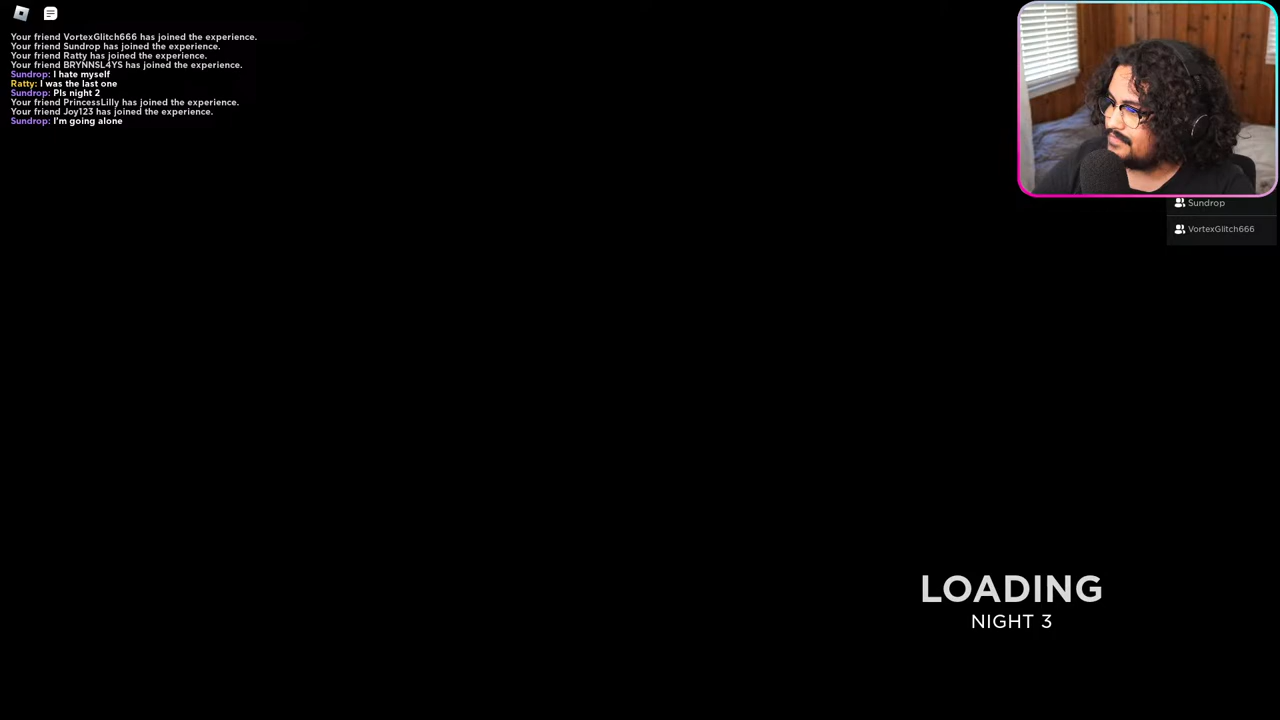 Your friend VortexGlitch666 has joined the experience.
Your friend Sundrop has joined the experience.
Your friend Ratty has joined the experience.
Your friend BRYNNSL4YS has joined the experience.
Sundrop: I hate myself
Ratty: I was the last one
Sundrop: Pls night 2
Your friend PrincessLilly has joined the experience.
Your friend Joy123 has joined the experience.
Sundrop: I'm going alone
Sundrop
VortexGlitch666
LOADING
NIGHT 3